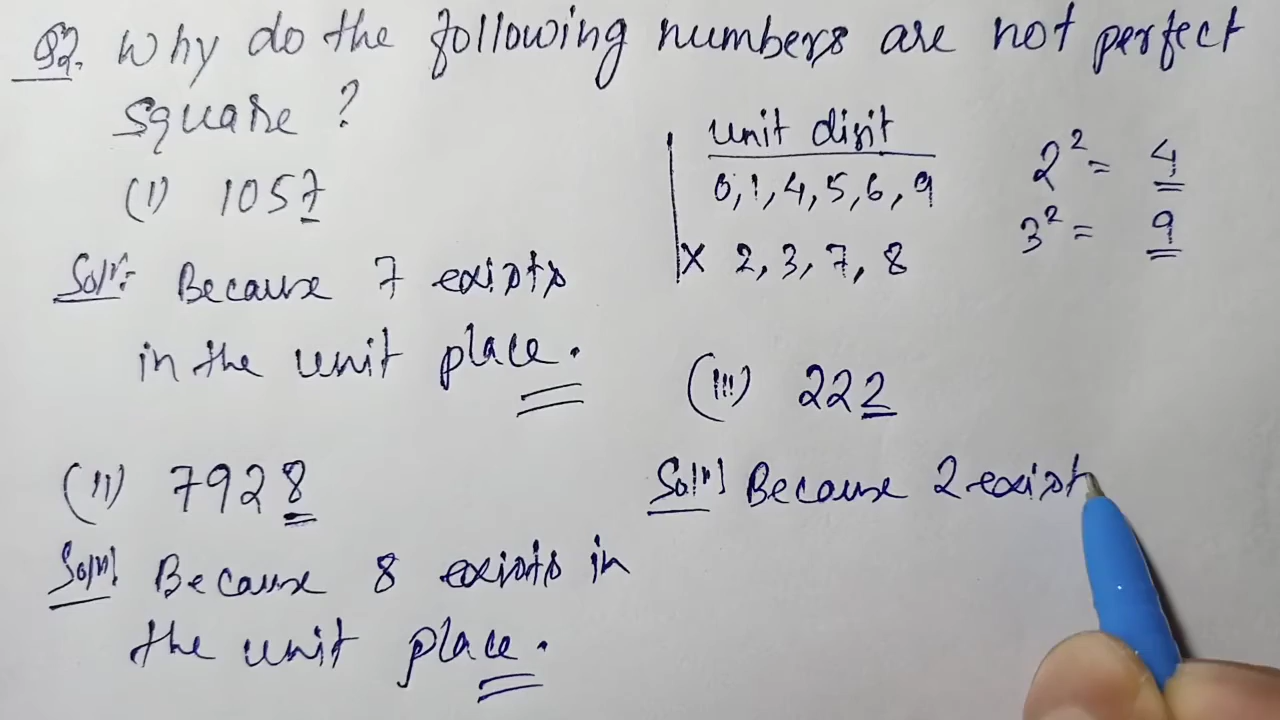 Q2. Why do the following numbers are not perfect
square ?
(I) 1057
Soln: Because 7 exists
in the unit place.
(II) 7928
Soln: Because 8 exists in
the unit place.
unit digit
0, 1, 4, 5, 6, 9
× 2, 3, 7, 8
2² = 4
3² = 9
(III) 222
Soln: Because 2 exist